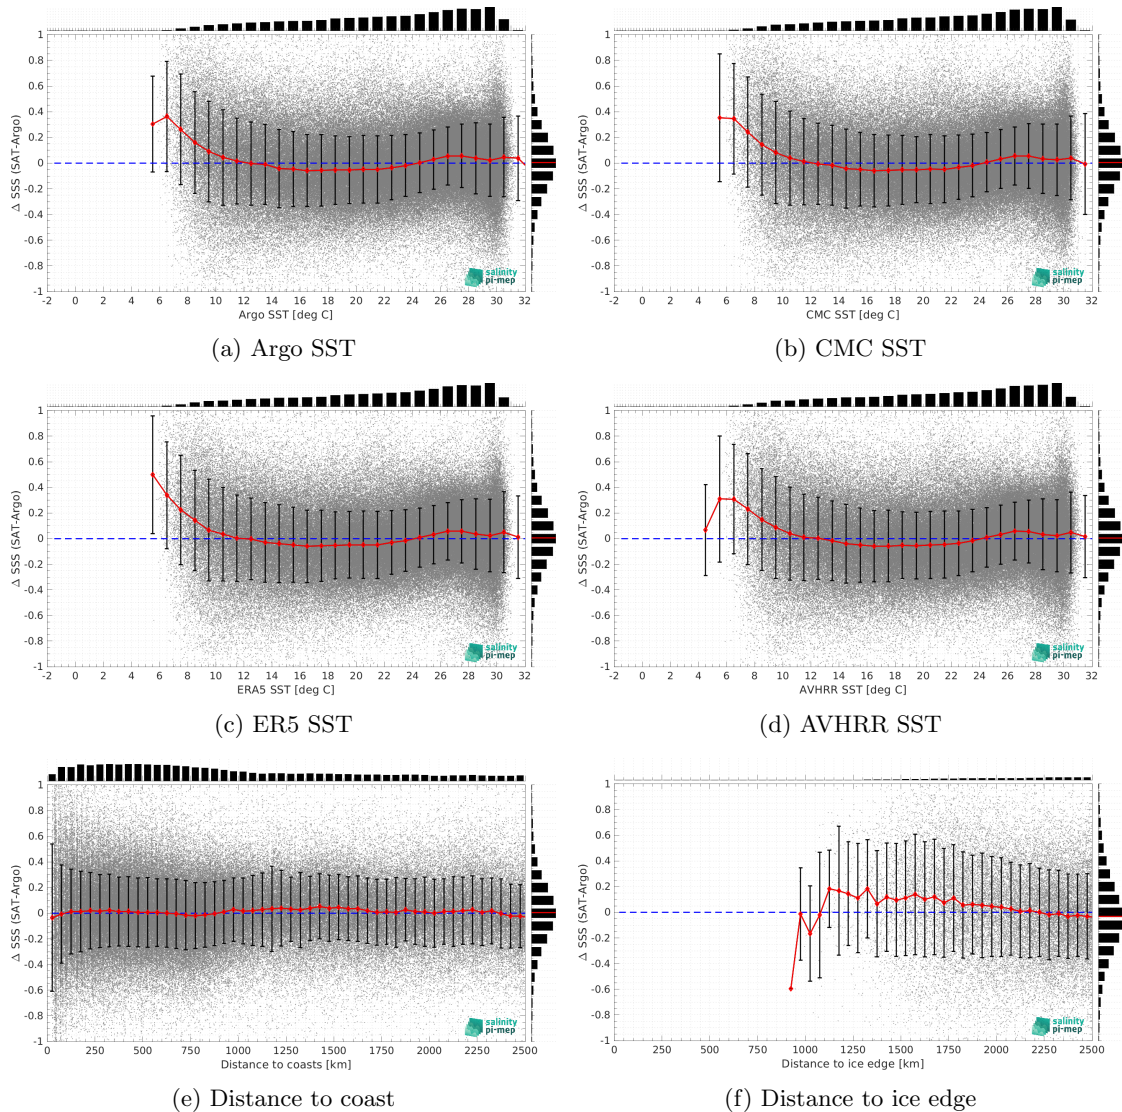 1
0.8
0.6
0.4
0.2
0
-0.2
-0.4
-0.6
-0.8
-1
Δ SSS (SAT-Argo)
-2 0 2 4 6 8 10 12 14 16 18 20 22 24 26 28 30 32
Argo SST [deg C]
salinity
pi-mep
(a) Argo SST
1
0.8
0.6
0.4
0.2
0
-0.2
-0.4
-0.6
-0.8
-1
Δ SSS (SAT-Argo)
-2 0 2 4 6 8 10 12 14 16 18 20 22 24 26 28 30 32
CMC SST [deg C]
salinity
pi-mep
(b) CMC SST
1
0.8
0.6
0.4
0.2
0
-0.2
-0.4
-0.6
-0.8
-1
Δ SSS (SAT-Argo)
-2 0 2 4 6 8 10 12 14 16 18 20 22 24 26 28 30 32
ERA5 SST [deg C]
salinity
pi-mep
(c) ER5 SST
1
0.8
0.6
0.4
0.2
0
-0.2
-0.4
-0.6
-0.8
-1
Δ SSS (SAT-Argo)
-2 0 2 4 6 8 10 12 14 16 18 20 22 24 26 28 30 32
AVHRR SST [deg C]
salinity
pi-mep
(d) AVHRR SST
1
0.8
0.6
0.4
0.2
0
-0.2
-0.4
-0.6
-0.8
-1
Δ SSS (SAT-Argo)
0 250 500 750 1000 1250 1500 1750 2000 2250 2500
Distance to coasts [km]
salinity
pi-mep
(e) Distance to coast
1
0.8
0.6
0.4
0.2
0
-0.2
-0.4
-0.6
-0.8
-1
Δ SSS (SAT-Argo)
0 250 500 750 1000 1250 1500 1750 2000 2250 2500
Distance to ice edge [km]
salinity
pi-mep
(f) Distance to ice edge